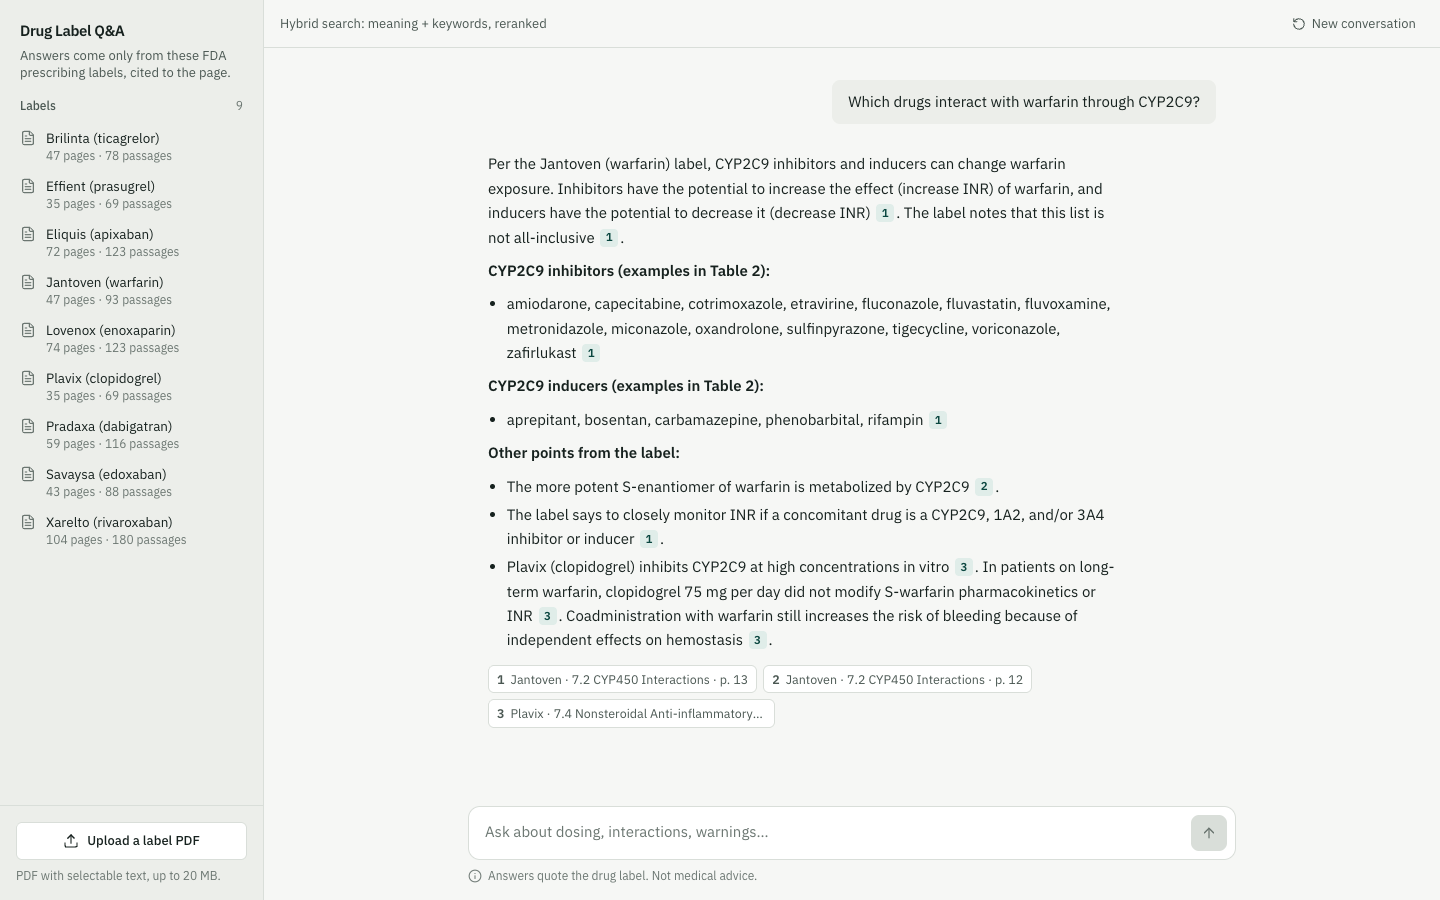 Drug Label Q&A
Answers come only from these FDA
prescribing labels, cited to the page.
Labels 9
Brilinta (ticagrelor)
47 pages · 78 passages
Effient (prasugrel)
35 pages · 69 passages
Eliquis (apixaban)
72 pages · 123 passages
Jantoven (warfarin)
47 pages · 93 passages
Lovenox (enoxaparin)
74 pages · 123 passages
Plavix (clopidogrel)
35 pages · 69 passages
Pradaxa (dabigatran)
59 pages · 116 passages
Savaysa (edoxaban)
43 pages · 88 passages
Xarelto (rivaroxaban)
104 pages · 180 passages
Upload a label PDF
PDF with selectable text, up to 20 MB.
Hybrid search: meaning + keywords, reranked
New conversation
Which drugs interact with warfarin through CYP2C9?
Per the Jantoven (warfarin) label, CYP2C9 inhibitors and inducers can change warfarin
exposure. Inhibitors have the potential to increase the effect (increase INR) of warfarin, and
inducers have the potential to decrease it (decrease INR) 1. The label notes that this list is
not all-inclusive 1.
CYP2C9 inhibitors (examples in Table 2):
• amiodarone, capecitabine, cotrimoxazole, etravirine, fluconazole, fluvastatin, fluvoxamine,
metronidazole, miconazole, oxandrolone, sulfinpyrazone, tigecycline, voriconazole,
zafirlukast 1
CYP2C9 inducers (examples in Table 2):
• aprepitant, bosentan, carbamazepine, phenobarbital, rifampin 1
Other points from the label:
• The more potent S-enantiomer of warfarin is metabolized by CYP2C9 2.
• The label says to closely monitor INR if a concomitant drug is a CYP2C9, 1A2, and/or 3A4
inhibitor or inducer 1.
• Plavix (clopidogrel) inhibits CYP2C9 at high concentrations in vitro 3. In patients on long-
term warfarin, clopidogrel 75 mg per day did not modify S-warfarin pharmacokinetics or
INR 3. Coadministration with warfarin still increases the risk of bleeding because of
independent effects on hemostasis 3.
1 Jantoven · 7.2 CYP450 Interactions · p. 13
2 Jantoven · 7.2 CYP450 Interactions · p. 12
3 Plavix · 7.4 Nonsteroidal Anti-inflammatory...
Ask about dosing, interactions, warnings...
Answers quote the drug label. Not medical advice.